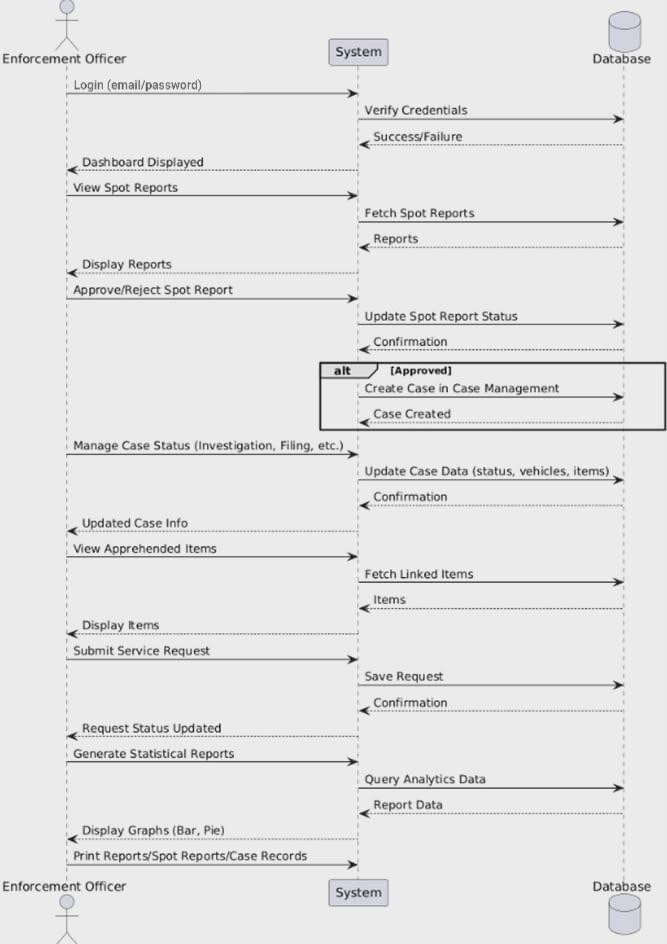 Enforcement Officer
System
Database
Login (email/password)
Verify Credentials
Success/Failure
Dashboard Displayed
View Spot Reports
Fetch Spot Reports
Reports
Display Reports
Approve/Reject Spot Report
Update Spot Report Status
Confirmation
alt [Approved]
Create Case in Case Management
Case Created
Manage Case Status (Investigation, Filing, etc.)
Update Case Data (status, vehicles, items)
Confirmation
Updated Case Info
View Apprehended Items
Fetch Linked Items
Items
Display Items
Submit Service Request
Save Request
Confirmation
Request Status Updated
Generate Statistical Reports
Query Analytics Data
Report Data
Display Graphs (Bar, Pie)
Print Reports/Spot Reports/Case Records
Enforcement Officer
System
Database